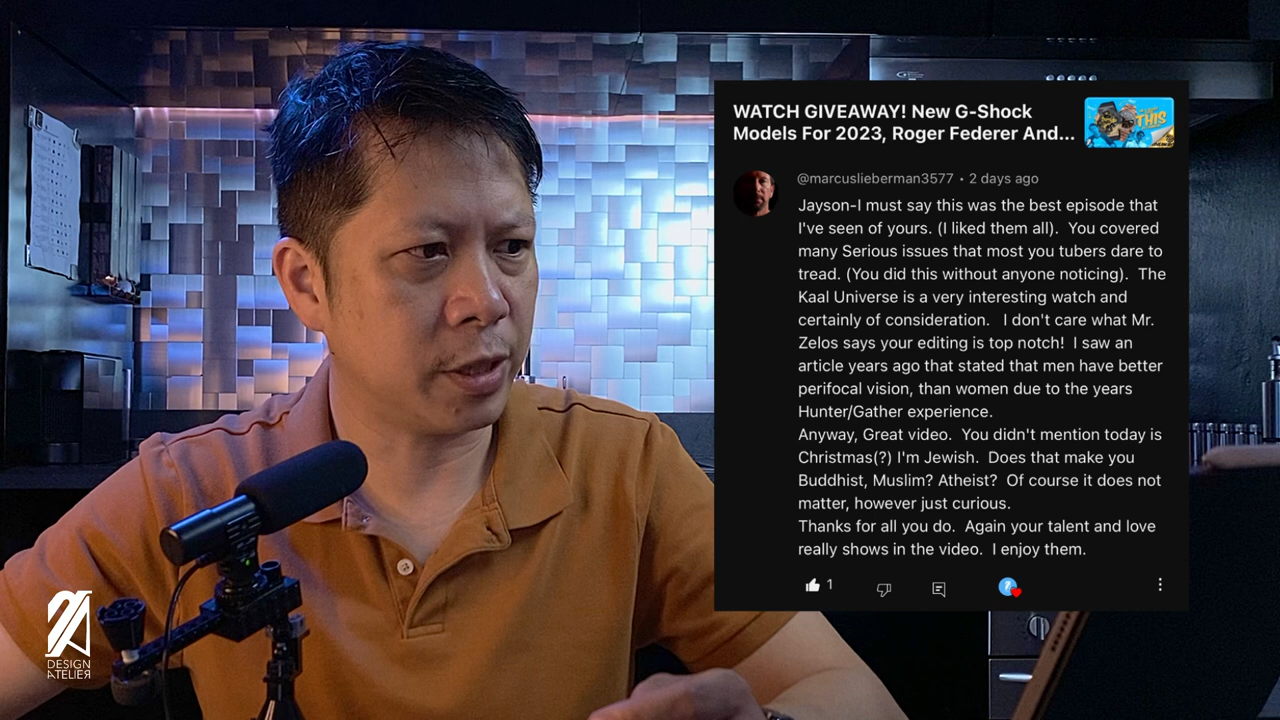 WATCH GIVEAWAY! New G-Shock
Models For 2023, Roger Federer And...
THIS
@marcuslieberman3577 • 2 days ago
Jayson-I must say this was the best episode that
I've seen of yours. (I liked them all).  You covered
many Serious issues that most you tubers dare to
tread. (You did this without anyone noticing).  The
Kaal Universe is a very interesting watch and
certainly of consideration.   I don't care what Mr.
Zelos says your editing is top notch!  I saw an
article years ago that stated that men have better
perifocal vision, than women due to the years
Hunter/Gather experience.
Anyway, Great video.  You didn't mention today is
Christmas(?) I'm Jewish.  Does that make you
Buddhist, Muslim? Atheist?  Of course it does not
matter, however just curious.
Thanks for all you do.  Again your talent and love
really shows in the video.  I enjoy them.
1
DESIGN
ATELIER